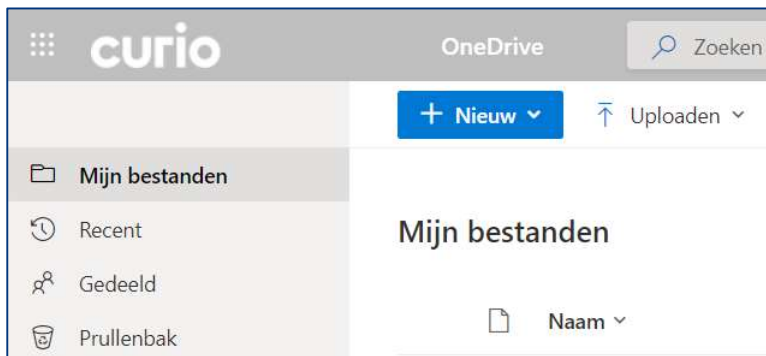 curio OneDrive Zoeken
+ Nieuw Uploaden
Mijn bestanden
Recent
Gedeeld
Prullenbak
Mijn bestanden
Naam